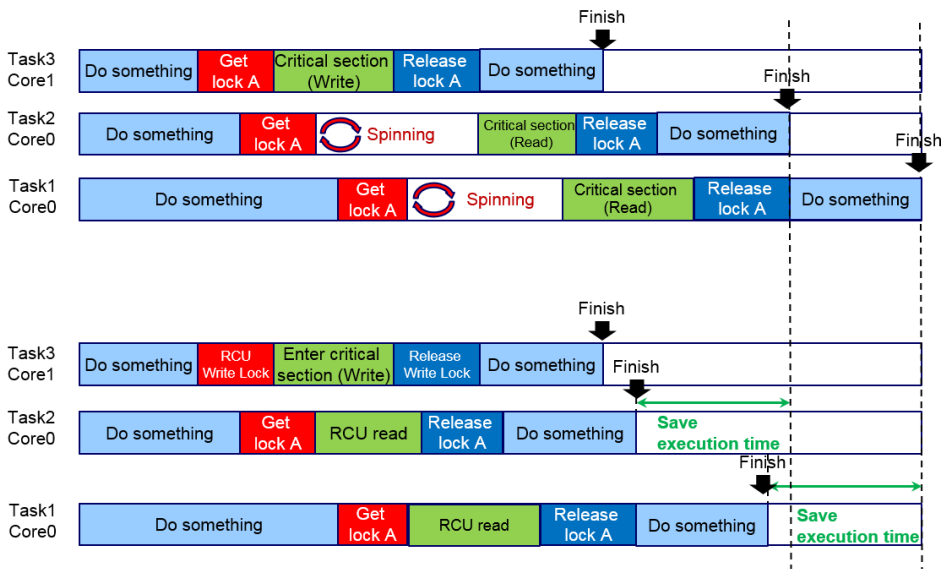 Finish
Task3
Core1
Do something
Get
lock A
Critical section
(Write)
Release
lock A
Do something
Finish
Task2
Core0
Do something
Get
lock A
Spinning
Critical section
(Read)
Release
lock A
Do something
Finish
Task1
Core0
Do something
Get
lock A
Spinning
Critical section
(Read)
Release
lock A
Do something
Finish
Task3
Core1
Do something
RCU
Write Lock
Enter critical
section (Write)
Release
Write Lock
Do something
Finish
Task2
Core0
Do something
Get
lock A
RCU read
Release
lock A
Do something
Save
execution time
Finish
Task1
Core0
Do something
Get
lock A
RCU read
Release
lock A
Do something
Save
execution time